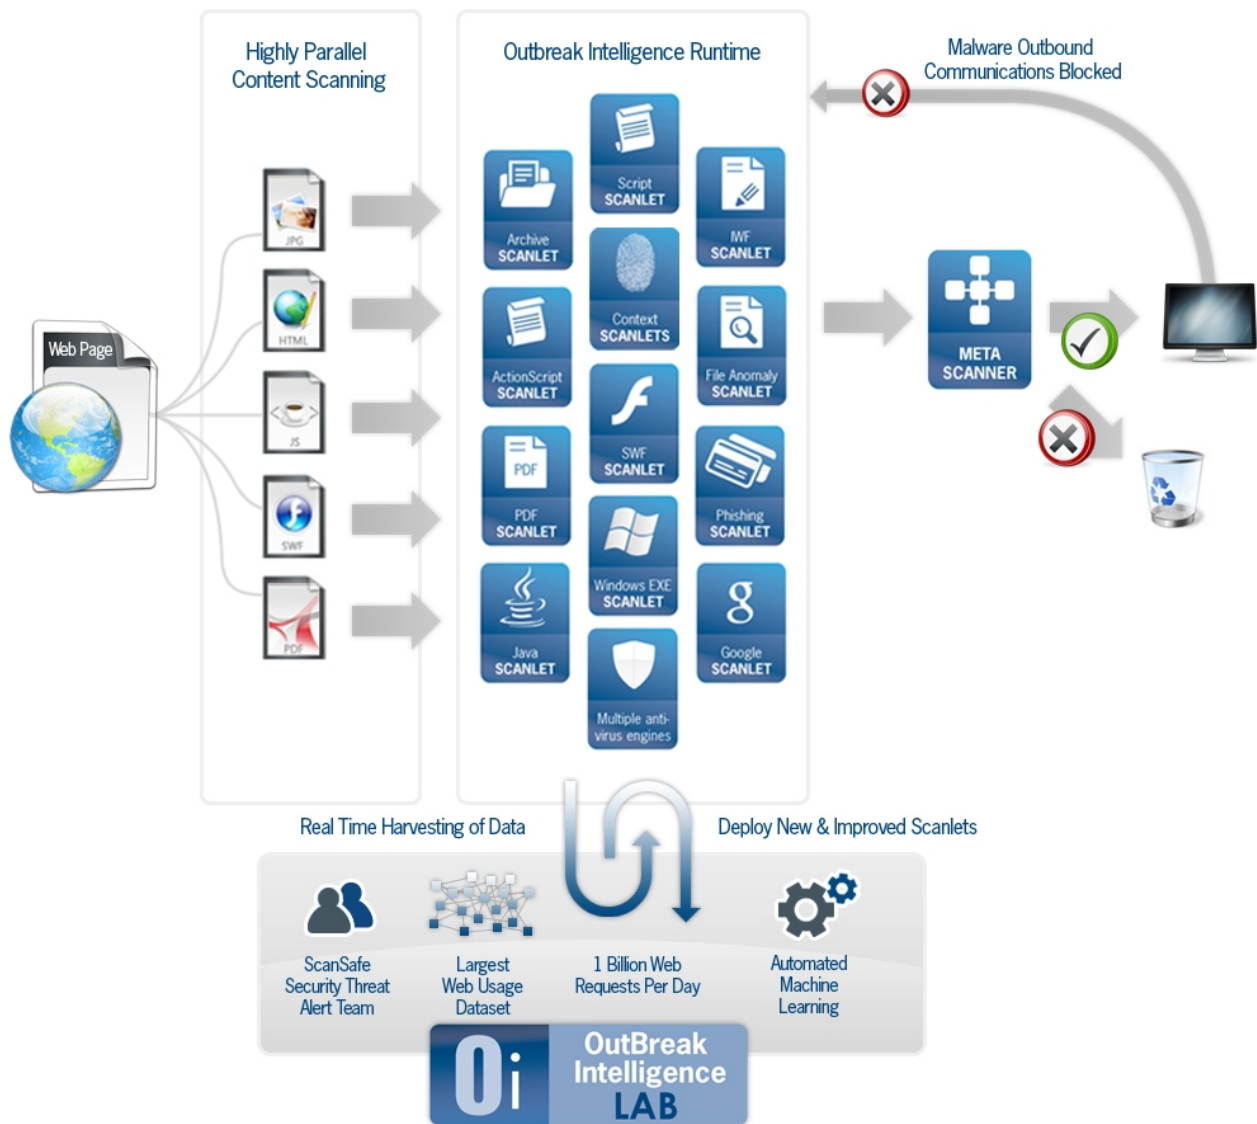 Highly Parallel
Content Scanning
Outbreak Intelligence Runtime
Malware Outbound
Communications Blocked
Web Page
JPG
HTML
JS
SWF
PDF
Script
SCANLET
Archive
SCANLET
IWF
SCANLET
Context
SCANLETS
ActionScript
SCANLET
File Anomaly
SCANLET
SWF
SCANLET
PDF
PDF
SCANLET
Phishing
SCANLET
Windows EXE
SCANLET
Java
SCANLET
g
Google
SCANLET
Multiple anti-
virus engines
META
SCANNER
Real Time Harvesting of Data
Deploy New & Improved Scanlets
ScanSafe
Security Threat
Alert Team
Largest
Web Usage
Dataset
1 Billion Web
Requests Per Day
Automated
Machine
Learning
Oi
OutBreak
Intelligence
LAB